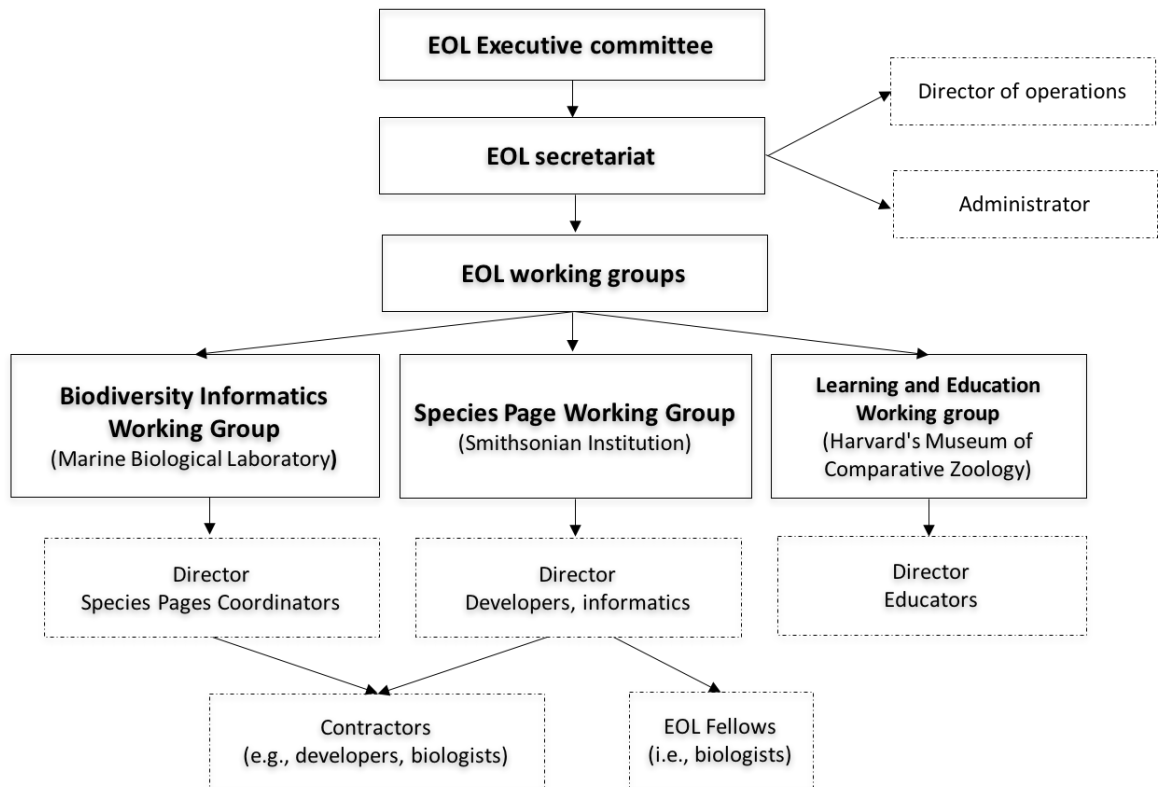 EOL Executive committee
Director of operations
EOL secretariat
Administrator
EOL working groups
Biodiversity Informatics
Working Group
(Marine Biological Laboratory)
Species Page Working Group
(Smithsonian Institution)
Learning and Education
Working group
(Harvard's Museum of
Comparative Zoology)
Director
Species Pages Coordinators
Director
Developers, informatics
Director
Educators
Contractors
(e.g., developers, biologists)
EOL Fellows
(i.e., biologists)